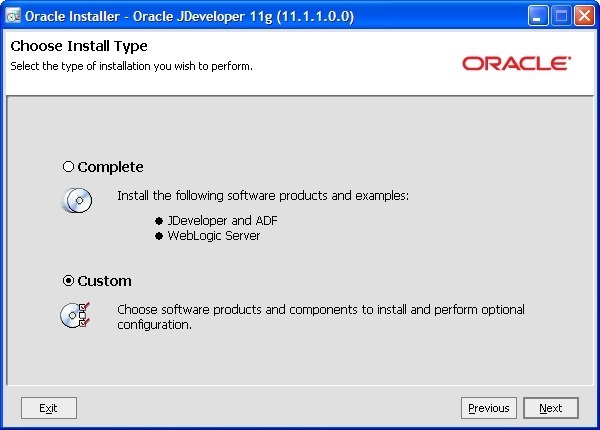 Oracle Installer - Oracle JDeveloper 11g (11.1.1.0.0)
Choose Install Type
Select the type of installation you wish to perform.
ORACLE
Complete
Install the following software products and examples:
JDeveloper and ADF
WebLogic Server
Custom
Choose software products and components to install and perform optional
configuration.
Exit
Previous
Next